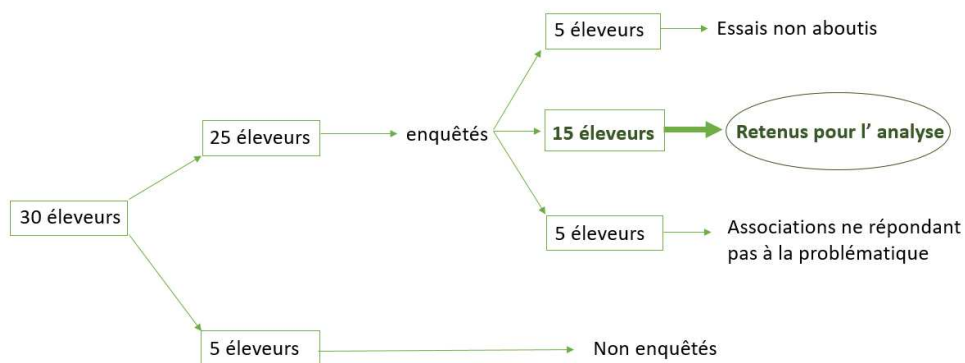 5 éleveurs
Essais non aboutis
25 éleveurs
enquêtés
15 éleveurs
Retenus pour l’ analyse
30 éleveurs
5 éleveurs
Associations ne répondant
pas à la problématique
5 éleveurs
Non enquêtés